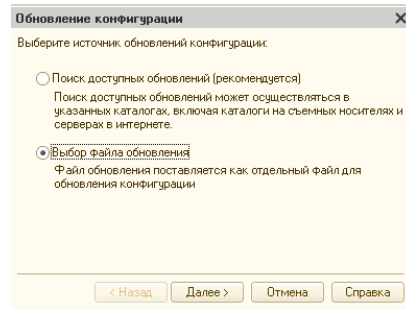 Обновление конфигурации
Выберите источник обновлений конфигурации:
Поиск доступных обновлений (рекомендуется)
Поиск доступных обновлений может осуществляться в
указанных каталогах, включая каталоги на съемных носителях и
серверах в интернете.
Выбор файла обновления
Файл обновления поставляется как отдельный файл для
обновления конфигурации
< Назад Далее > Отмена Справка